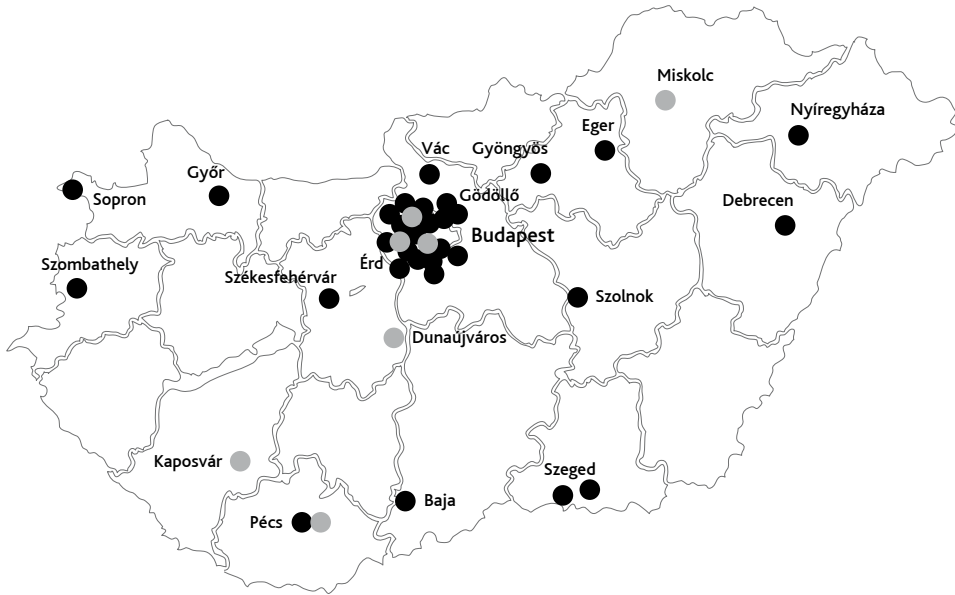 Miskolc
Nyíregyháza
Eger
Vác
Gyöngyös
Győr
Sopron
Gödöllő
Debrecen
Budapest
Szombathely
Érd
Székesfehérvár
Szolnok
Dunaújváros
Kaposvár
Szeged
Baja
Pécs